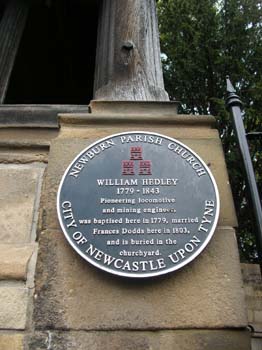 NEWBURN PARISH CHURCH
WILLIAM HEDLEY
1779 - 1843
Pioneering locomotive
and mining engineer
was baptised here in 1779, married
Frances Dodds here in 1803,
and is buried in the
churchyard.
CITY OF NEWCASTLE UPON TYNE